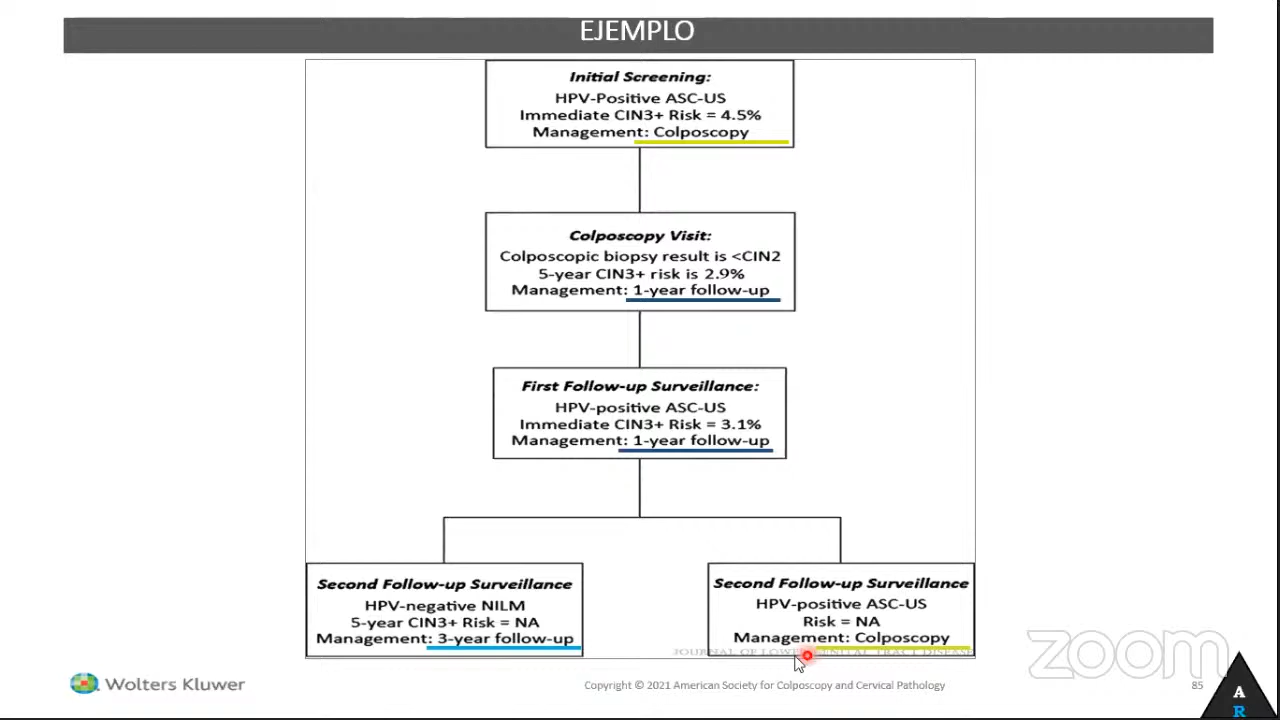 EJEMPLO
Initial Screening:
HPV-Positive ASC-US
Immediate CIN3+ Risk = 4.5%
Management: Colposcopy
Colposcopy Visit:
Colposcopic biopsy result is <CIN2
5-year CIN3+ risk is 2.9%
Management: 1-year follow-up
First Follow-up Surveillance:
HPV-positive ASC-US
Immediate CIN3+ Risk = 3.1%
Management: 1-year follow-up
Second Follow-up Surveillance
HPV-negative NILM
5-year CIN3+ Risk = NA
Management: 3-year follow-up
Second Follow-up Surveillance
HPV-positive ASC-US
Risk = NA
Management: Colposcopy
JOURNAL OF TRACT
zoom
Wolters Kluwer
Copyright © 2021 American Society for Colposcopy and Cervical Pathology
85
A
R